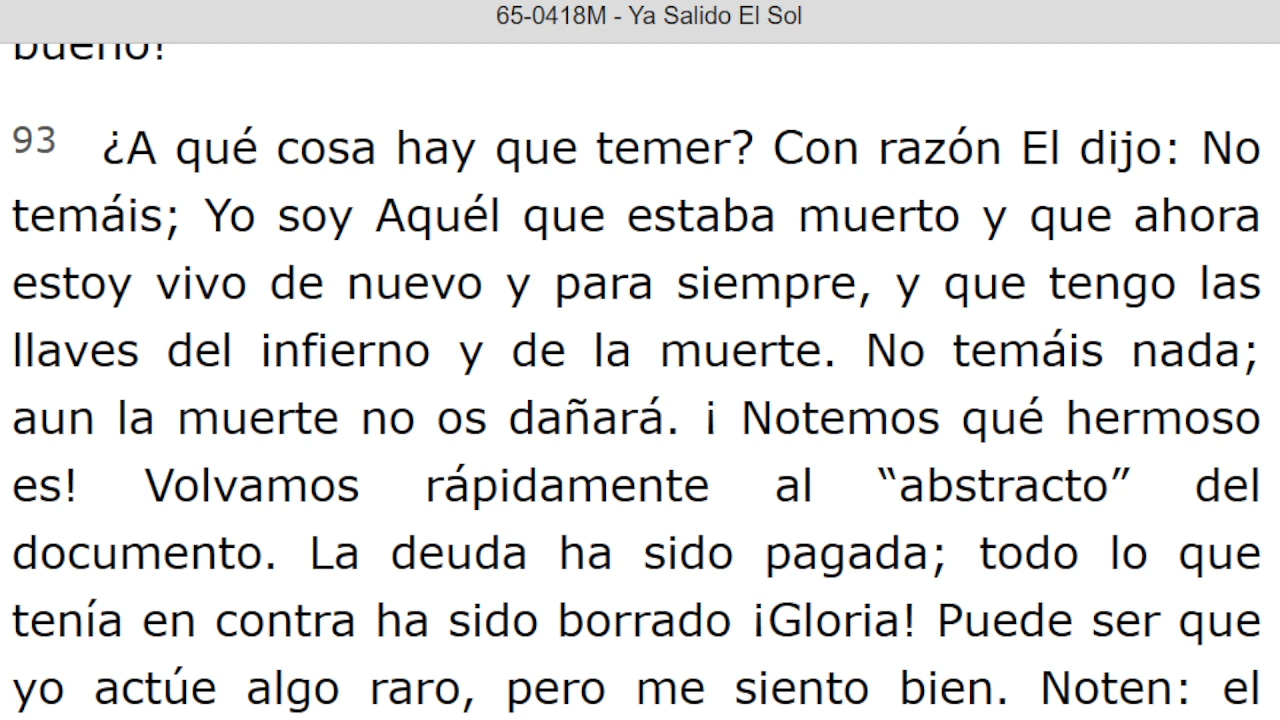 65-0418M - Ya Salido El Sol
bueno!
93 ¿A qué cosa hay que temer? Con razón El dijo: No
temáis; Yo soy Aquél que estaba muerto y que ahora
estoy vivo de nuevo y para siempre, y que tengo las
llaves del infierno y de la muerte. No temáis nada;
aun la muerte no os dañará. ¡ Notemos qué hermoso
es! Volvamos rápidamente al “abstracto” del
documento. La deuda ha sido pagada; todo lo que
tenía en contra ha sido borrado ¡Gloria! Puede ser que
yo actúe algo raro, pero me siento bien. Noten: el